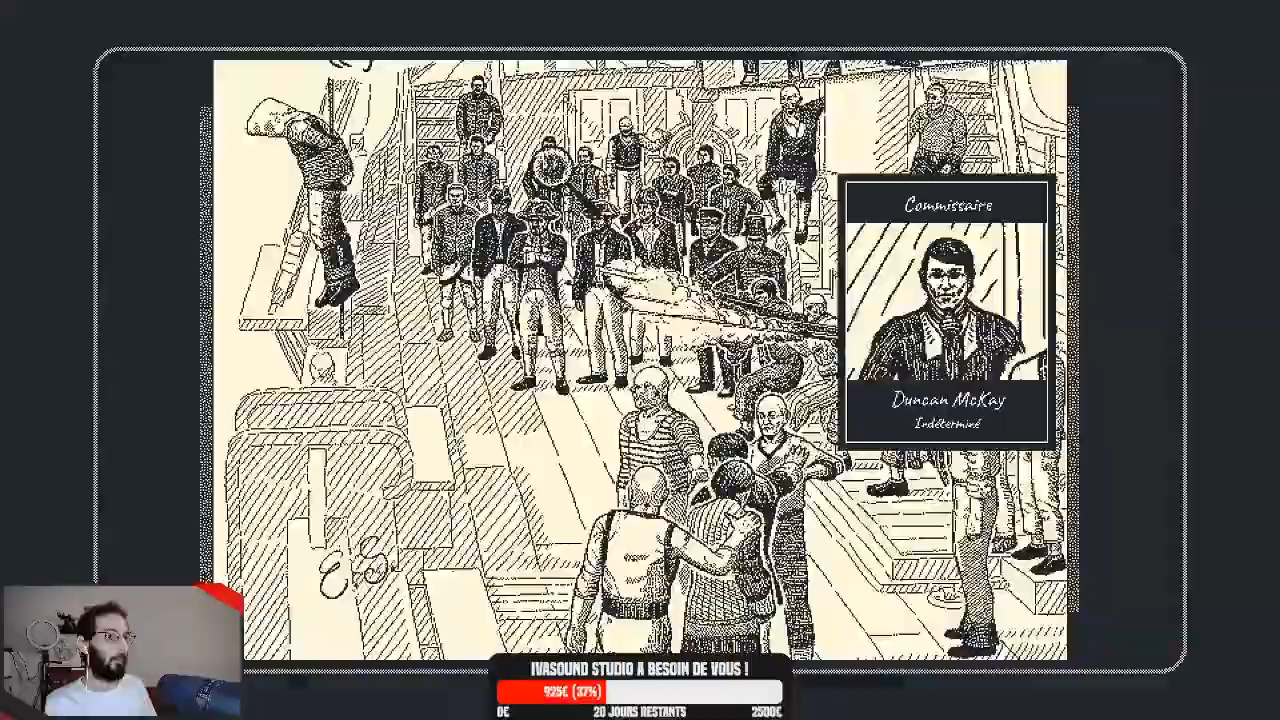 Commissaire
Duncan McKay
Indéterminé
E.S.
IVASOUND STUDIO A BESOIN DE VOUS !
925€ (37%)
0€ 20 JOURS RESTANTS 2500€